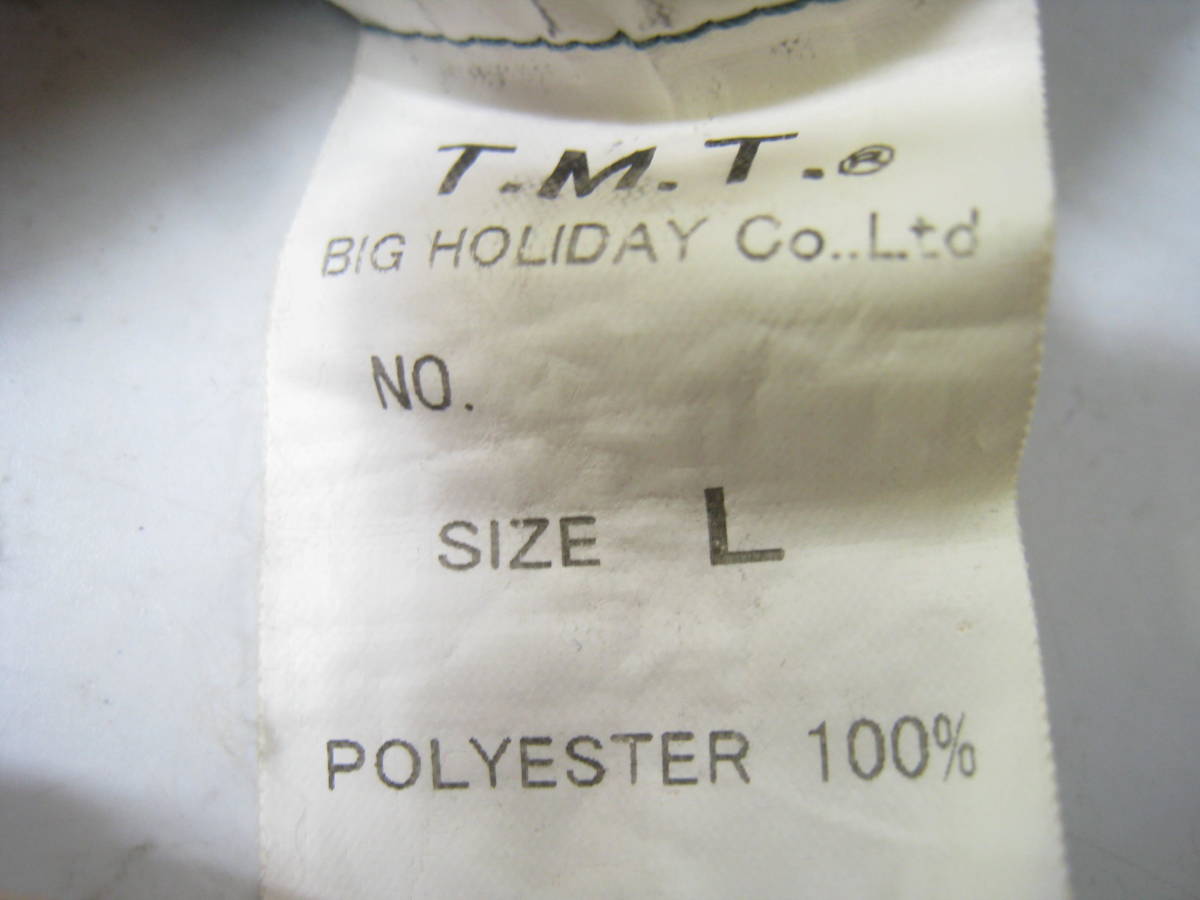 T.M.T.®
BIG HOLIDAY Co..Ltd
NO.
SIZE L
POLYESTER 100%